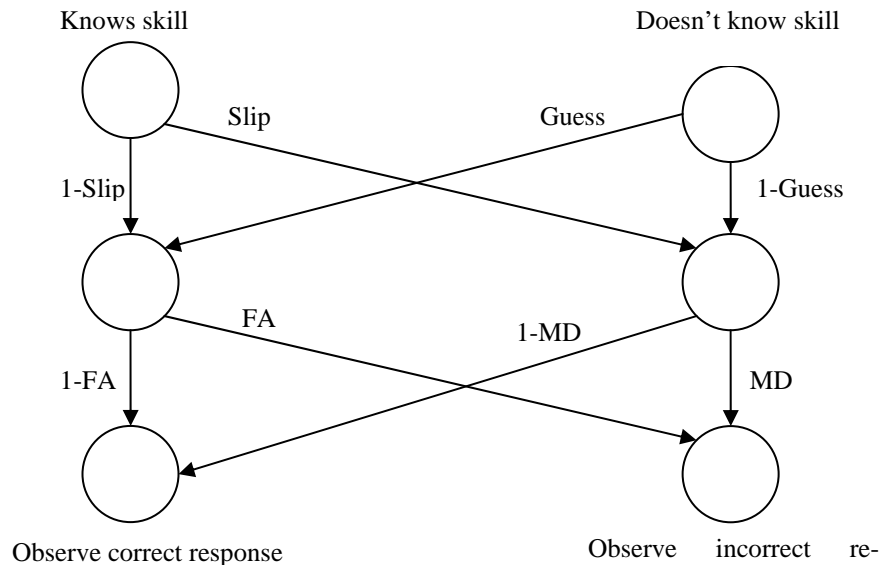 Knows skill
Doesn’t know skill
Slip
Guess
1-Slip
1-Guess
FA
1-MD
1-FA
MD
Observe correct response
Observe incorrect re-